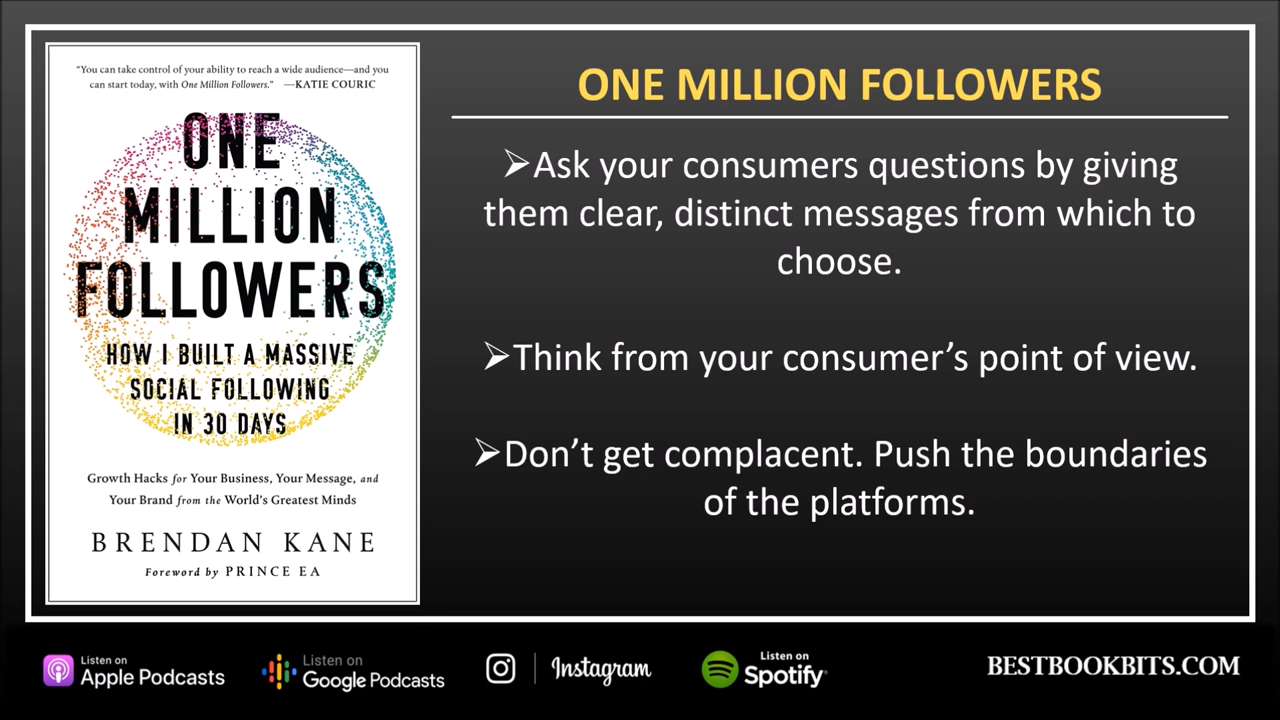 “You can take control of your ability to reach a wide audience—and you
can start today, with One Million Followers.” —KATIE COURIC
ONE
MILLION
FOLLOWERS
HOW I BUILT A MASSIVE
SOCIAL FOLLOWING
IN 30 DAYS
Growth Hacks for Your Business, Your Message, and
Your Brand from the World’s Greatest Minds
BRENDAN KANE
Foreword by PRINCE EA
ONE MILLION FOLLOWERS
➢Ask your consumers questions by giving
them clear, distinct messages from which to
choose.
➢Think from your consumer’s point of view.
➢Don’t get complacent. Push the boundaries
of the platforms.
Listen on
Apple Podcasts
Listen on
Google Podcasts
Instagram
Listen on
Spotify
BESTBOOKBITS.COM